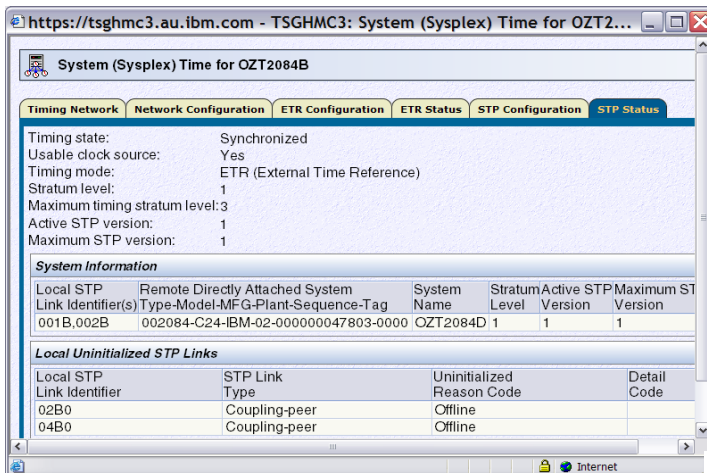 https://tsghmc3.au.ibm.com - TSGHMC3: System (Sysplex) Time for OZT2...
System (Sysplex) Time for OZT2084B
Timing Network Network Configuration ETR Configuration ETR Status STP Configuration STP Status
Timing state: Synchronized
Usable clock source: Yes
Timing mode: ETR (External Time Reference)
Stratum level: 1
Maximum timing stratum level: 3
Active STP version: 1
Maximum STP version: 1
System Information
Local STP Remote Directly Attached System System Stratum Active STP Maximum ST
Link Identifier(s) Type-Model-MFG-Plant-Sequence-Tag Name Level Version Version
001B,002B 002084-C24-IBM-02-000000047803-0000 OZT2084D 1 1 1
Local Uninitialized STP Links
Local STP STP Link Uninitialized Detail
Link Identifier Type Reason Code Code
02B0 Coupling-peer Offline
04B0 Coupling-peer Offline
Internet